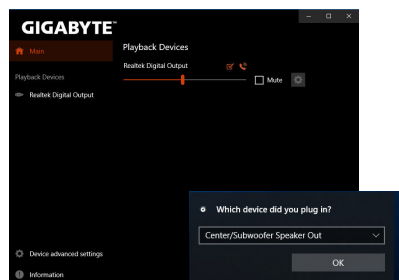 GIGABYTE™
Main
Playback Devices
Realtek Digital Output
Playback Devices
Realtek Digital Output
Mute
Which device did you plug in?
Center/Subwoofer Speaker Out
OK
Device advanced settings
Information